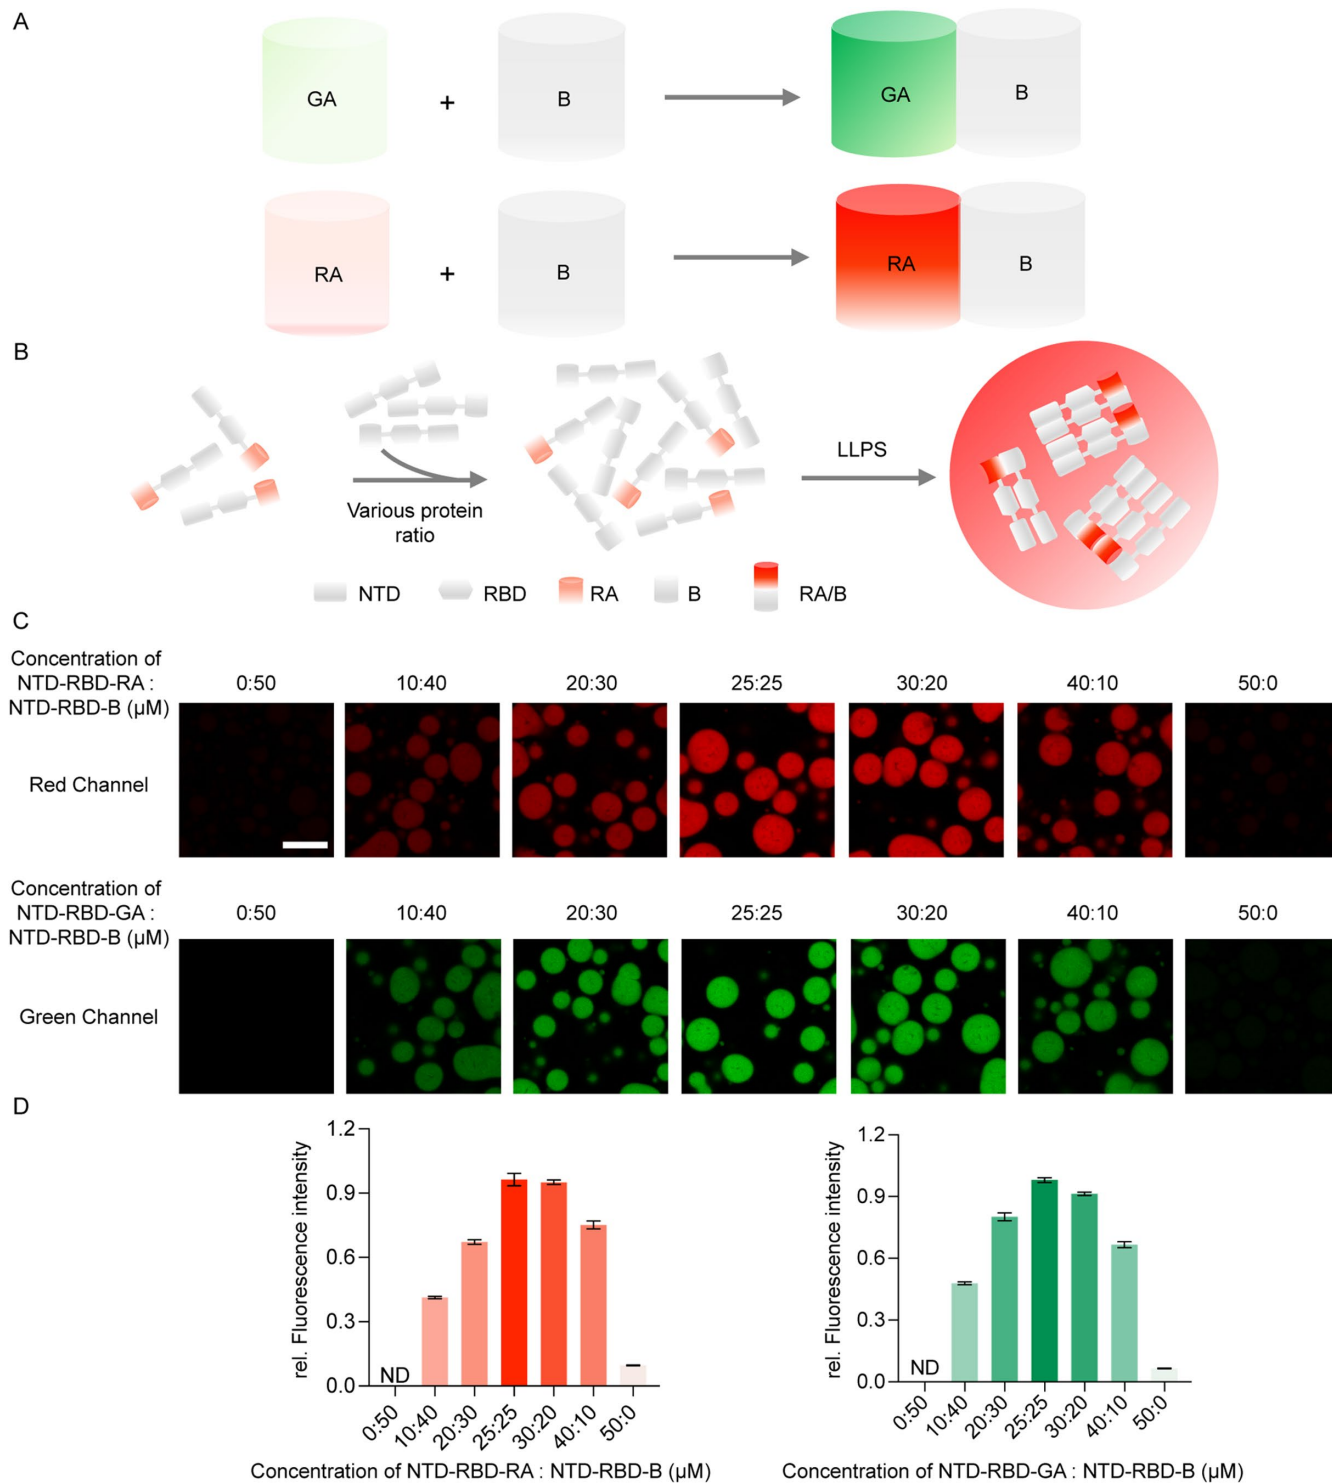 A
GA
+
B
GA
B
RA
+
B
RA
B
B
Various protein
ratio
LLPS
NTD
RBD
RA
B
RA/B
C
Concentration of
NTD-RBD-RA :
NTD-RBD-B (μM)
0:50
10:40
20:30
25:25
30:20
40:10
50:0
Red Channel
Concentration of
NTD-RBD-GA :
NTD-RBD-B (μM)
0:50
10:40
20:30
25:25
30:20
40:10
50:0
Green Channel
D
rel. Fluorescence intensity
1.2
0.9
0.6
0.3
0.0
ND
0:50
10:40
20:30
25:25
30:20
40:10
50:0
Concentration of NTD-RBD-RA : NTD-RBD-B (μM)
rel. Fluorescence intensity
1.2
0.9
0.6
0.3
0.0
ND
0:50
10:40
20:30
25:25
30:20
40:10
50:0
Concentration of NTD-RBD-GA : NTD-RBD-B (μM)